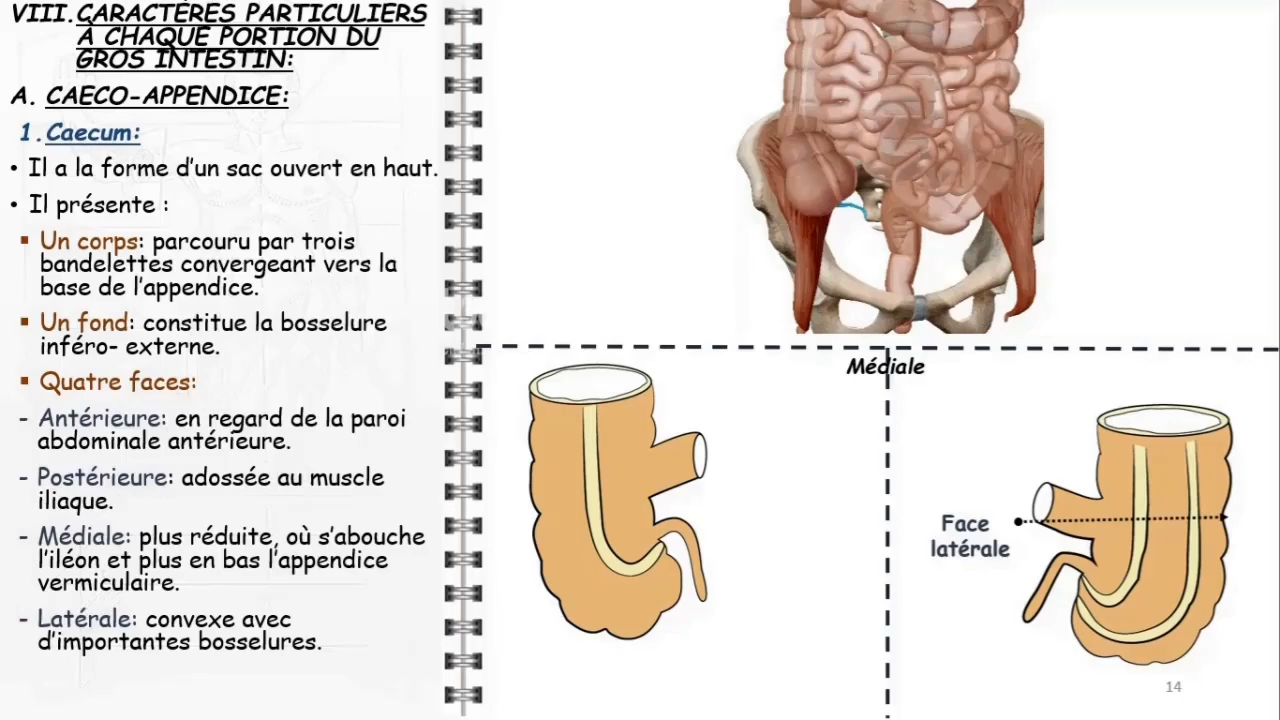 VIII. CARACTÈRES PARTICULIERS
À CHAQUE PORTION DU
GROS INTESTIN:
A. CAECO-APPENDICE:
1. Caecum:
• Il a la forme d'un sac ouvert en haut.
• Il présente :
▪ Un corps: parcouru par trois
bandelettes convergeant vers la
base de l'appendice.
▪ Un fond: constitue la bosselure
inféro- externe.
▪ Quatre faces:
- Antérieure: en regard de la paroi
abdominale antérieure.
- Postérieure: adossée au muscle
iliaque.
- Médiale: plus réduite, où s'abouche
l'iléon et plus en bas l'appendice
vermiculaire.
- Latérale: convexe avec
d'importantes bosselures.
Médiale
Face
latérale
14